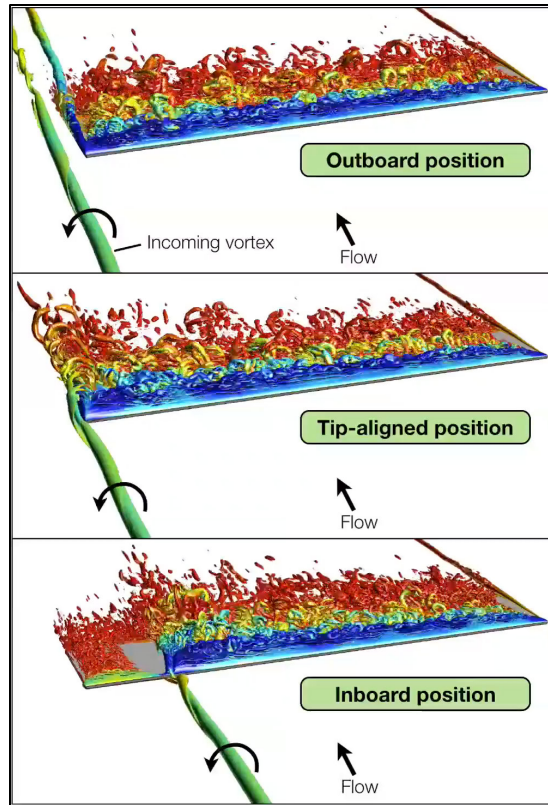 Outboard position
Incoming vortex
Flow
Tip-aligned position
Flow
Inboard position
Flow